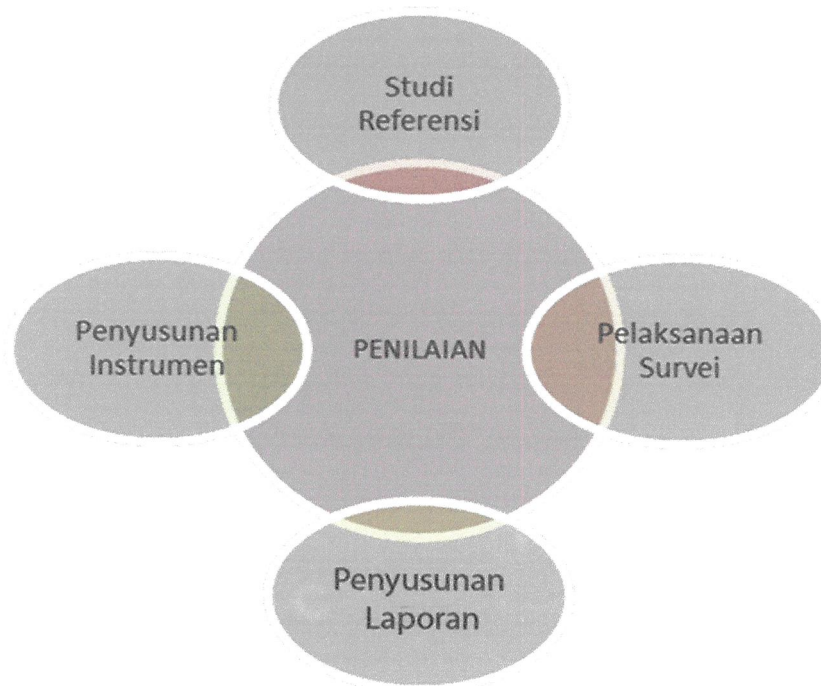 Studi
Referensi
Penyusunan
Instrumen
PENILAIAN
Pelaksanaan
Survei
Penyusunan
Laporan